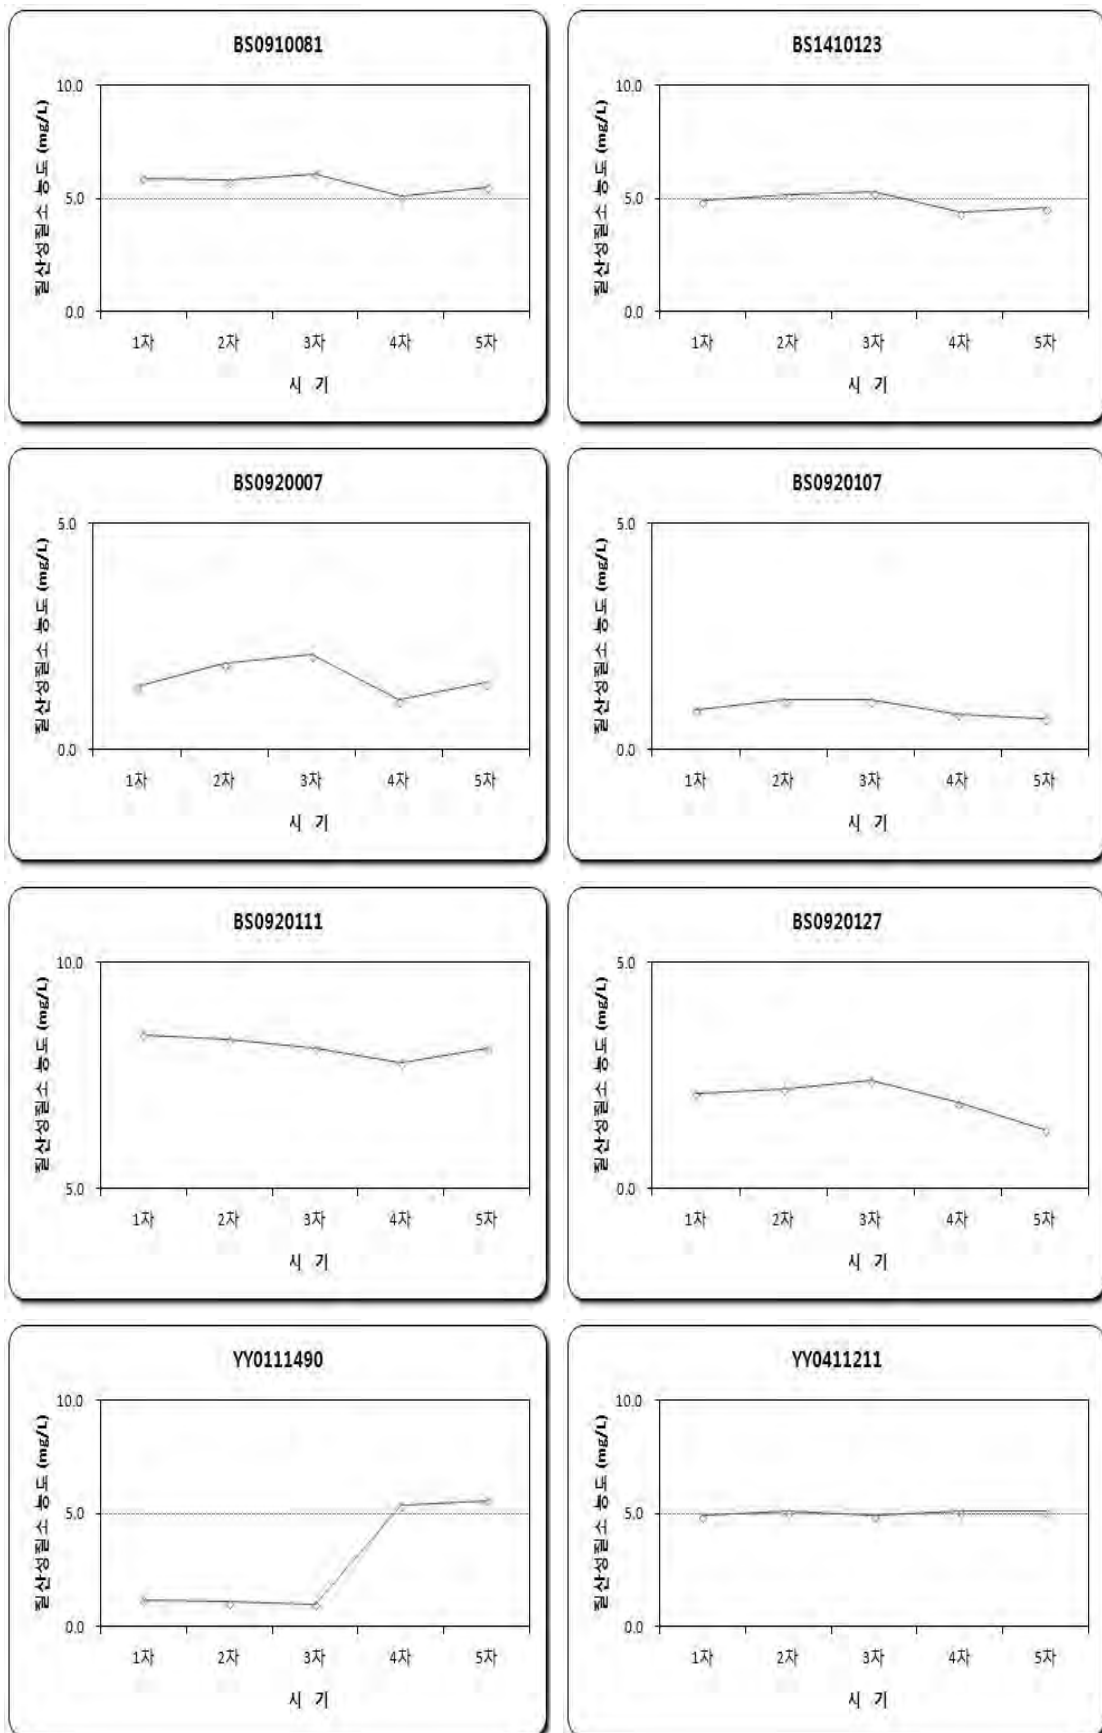 BS0910081
질산성질소 농도 (mg/L)
10.0
5.0
0.0
1차 2차 3차 4차 5차
시 기
BS1410123
질산성질소 농도 (mg/L)
10.0
5.0
0.0
1차 2차 3차 4차 5차
시 기
BS0920007
질산성질소 농도 (mg/L)
5.0
0.0
1차 2차 3차 4차 5차
시 기
BS0920107
질산성질소 농도 (mg/L)
5.0
0.0
1차 2차 3차 4차 5차
시 기
BS0920111
질산성질소 농도 (mg/L)
10.0
5.0
1차 2차 3차 4차 5차
시 기
BS0920127
질산성질소 농도 (mg/L)
5.0
0.0
1차 2차 3차 4차 5차
시 기
YY0111490
질산성질소 농도 (mg/L)
10.0
5.0
0.0
1차 2차 3차 4차 5차
시 기
YY0411211
질산성질소 농도 (mg/L)
10.0
5.0
0.0
1차 2차 3차 4차 5차
시 기